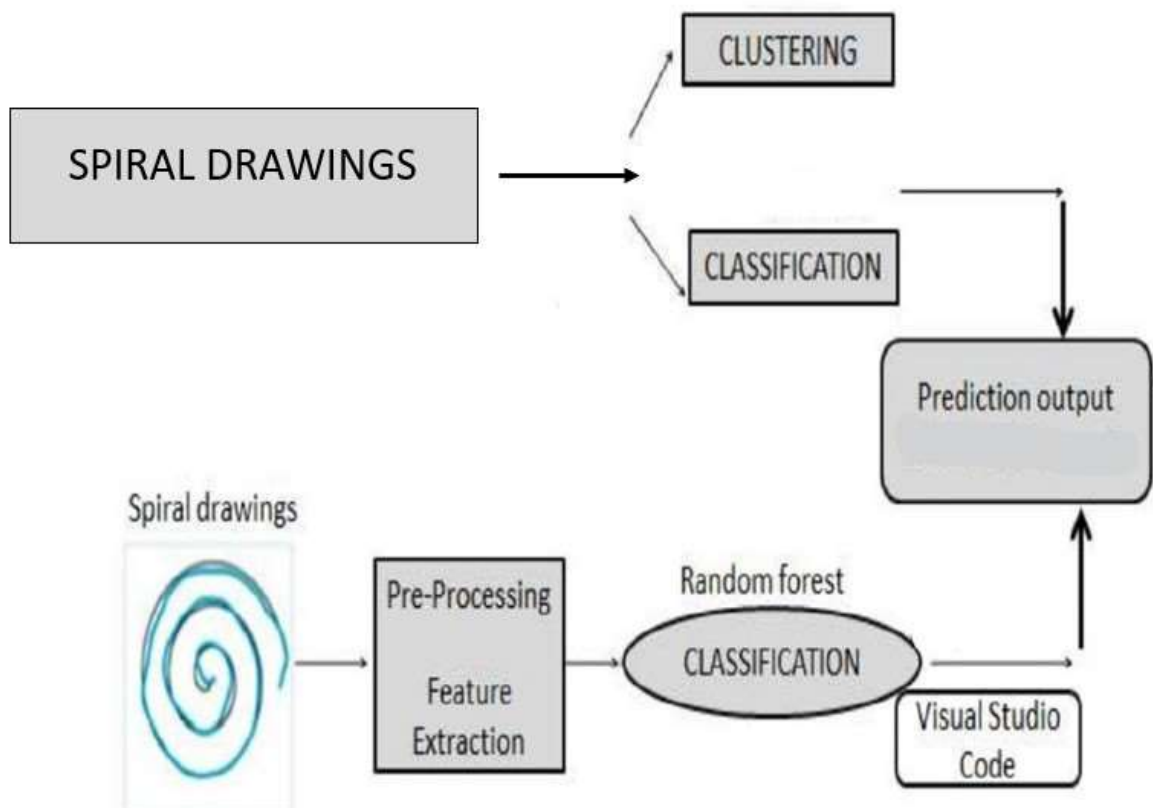 CLUSTERING
SPIRAL DRAWINGS
CLASSIFICATION
Prediction output
Spiral drawings
Pre-Processing
Feature
Extraction
Random forest
CLASSIFICATION
Visual Studio
Code